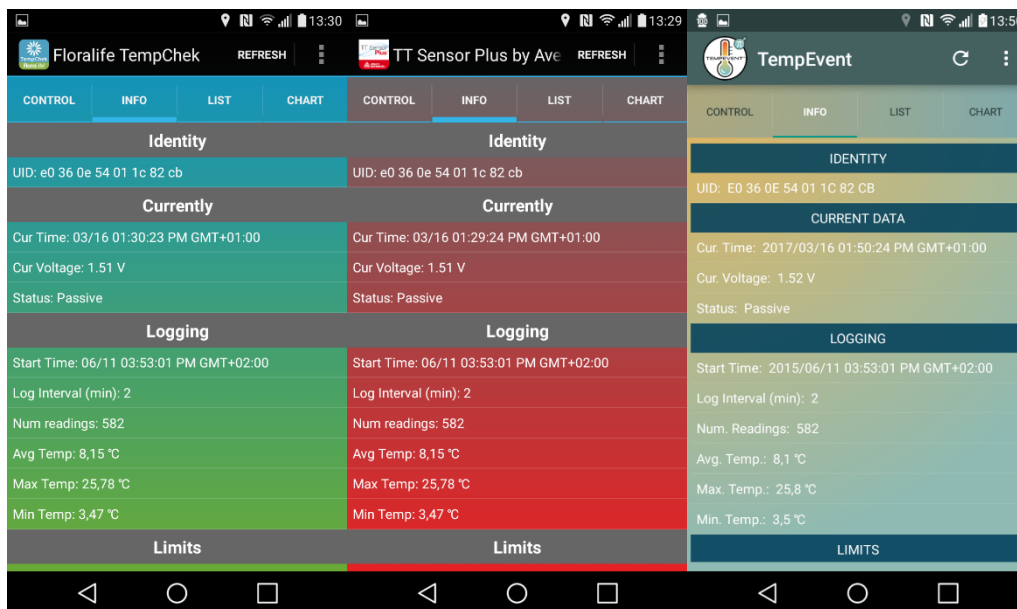 13:30
Floralife TempChek REFRESH
CONTROL INFO LIST CHART
Identity
UID: e0 36 0e 54 01 1c 82 cb
Currently
Cur Time: 03/16 01:30:23 PM GMT+01:00
Cur Voltage: 1.51 V
Status: Passive
Logging
Start Time: 06/11 03:53:01 PM GMT+02:00
Log Interval (min): 2
Num readings: 582
Avg Temp: 8,15 °C
Max Temp: 25,78 °C
Min Temp: 3,47 °C
Limits
13:29
TT Sensor Plus by Ave REFRESH
CONTROL INFO LIST CHART
Identity
UID: e0 36 0e 54 01 1c 82 cb
Currently
Cur Time: 03/16 01:29:24 PM GMT+01:00
Cur Voltage: 1.51 V
Status: Passive
Logging
Start Time: 06/11 03:53:01 PM GMT+02:00
Log Interval (min): 2
Num readings: 582
Avg Temp: 8,15 °C
Max Temp: 25,78 °C
Min Temp: 3,47 °C
Limits
13:50
TEMPEVENT
TempEvent
CONTROL INFO LIST CHART
IDENTITY
UID: E0 36 0E 54 01 1C 82 CB
CURRENT DATA
Cur. Time: 2017/03/16 01:50:24 PM GMT+01:00
Cur. Voltage: 1.52 V
Status: Passive
LOGGING
Start Time: 2015/06/11 03:53:01 PM GMT+02:00
Log Interval (min): 2
Num. Readings: 582
Avg. Temp.: 8,1 °C
Max. Temp.: 25,8 °C
Min. Temp.: 3,5 °C
LIMITS